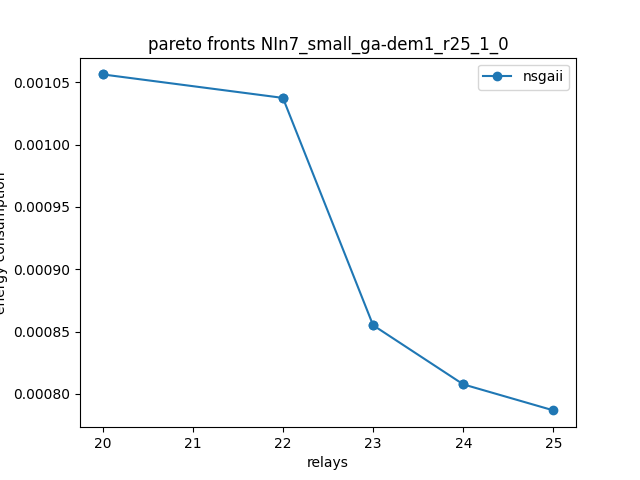 pareto fronts NIn7_small_ga-dem1_r25_1_0
nsgaii
0.00105
0.00100
0.00095
0.00090
0.00085
0.00080
energy consumption
20 21 22 23 24 25
relays